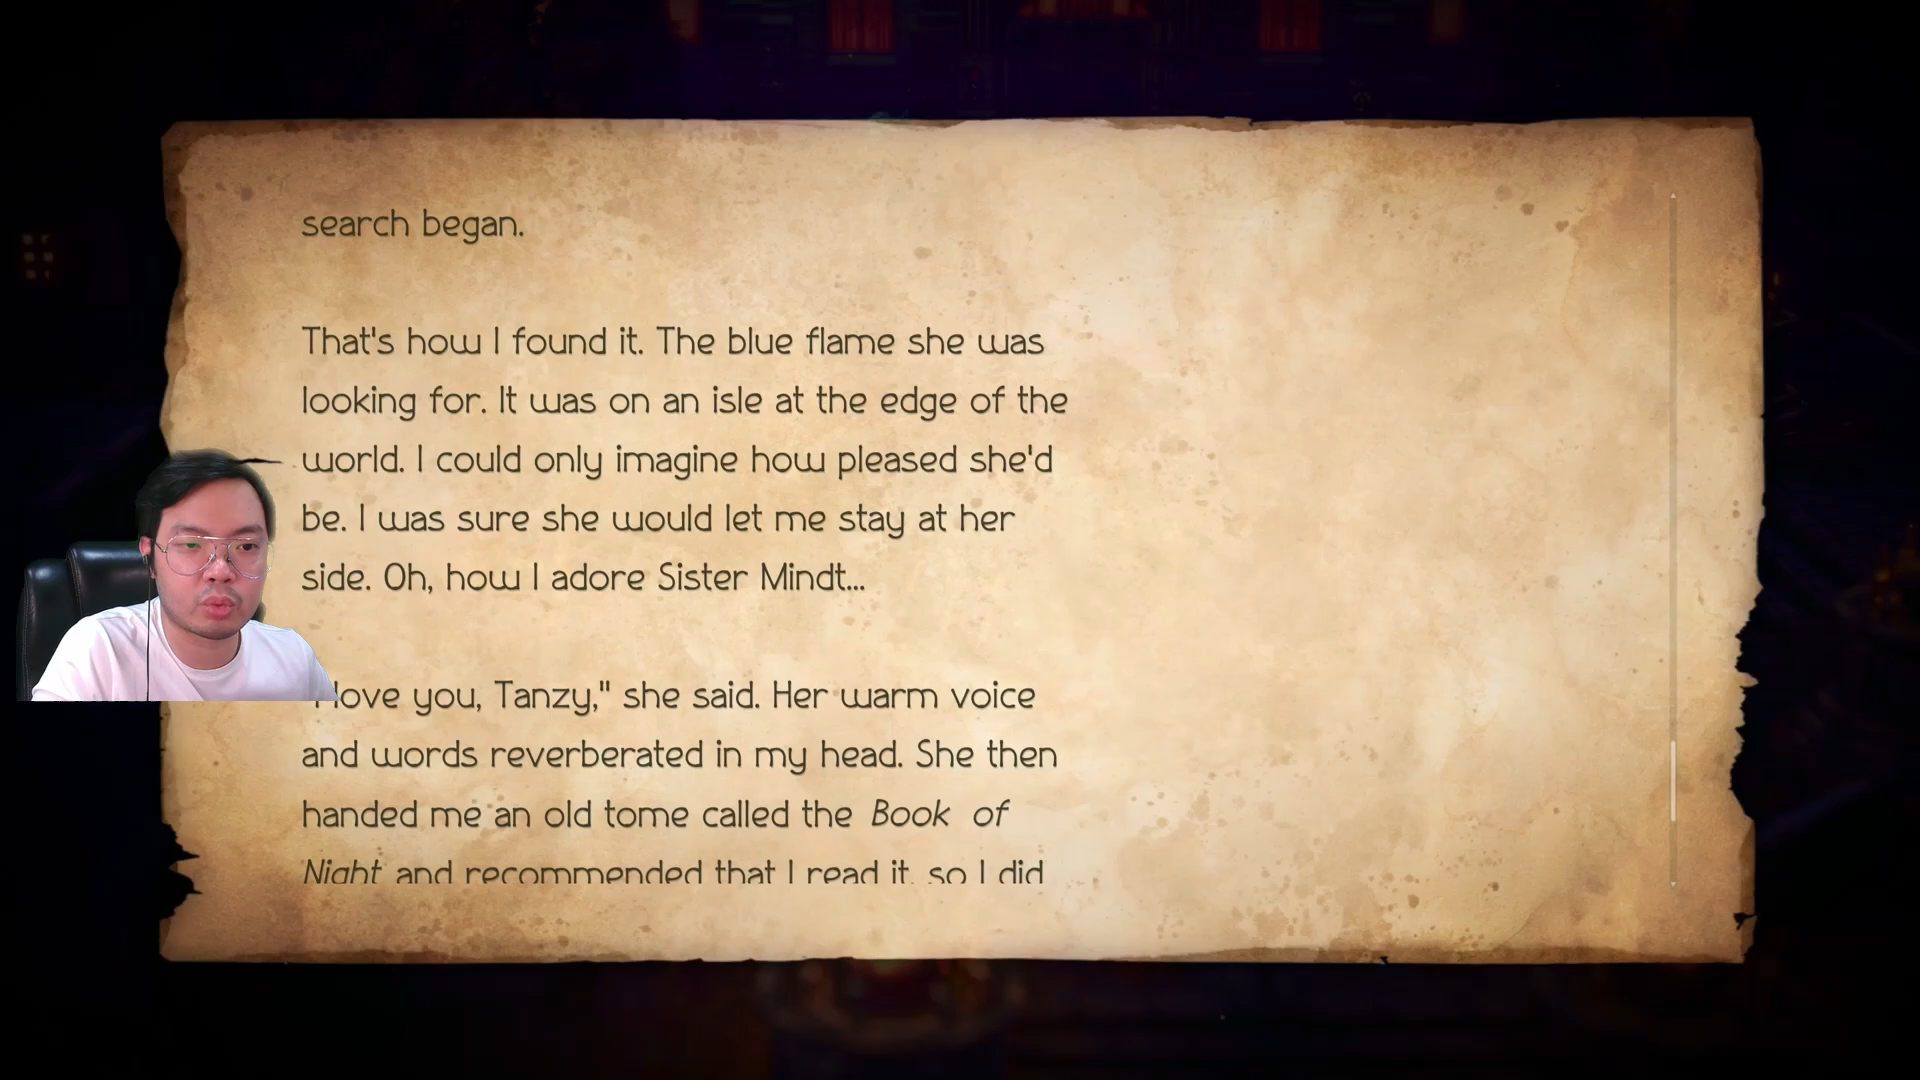 search began.
That's how I found it. The blue flame she was
looking for. It was on an isle at the edge of the
world. I could only imagine how pleased she'd
be. I was sure she would let me stay at her
side. Oh, how I adore Sister Mindt...
love you, Tanzy," she said. Her warm voice
and words reverberated in my head. She then
handed me an old tome called the Book of
Night and recommended that I read it, so I did